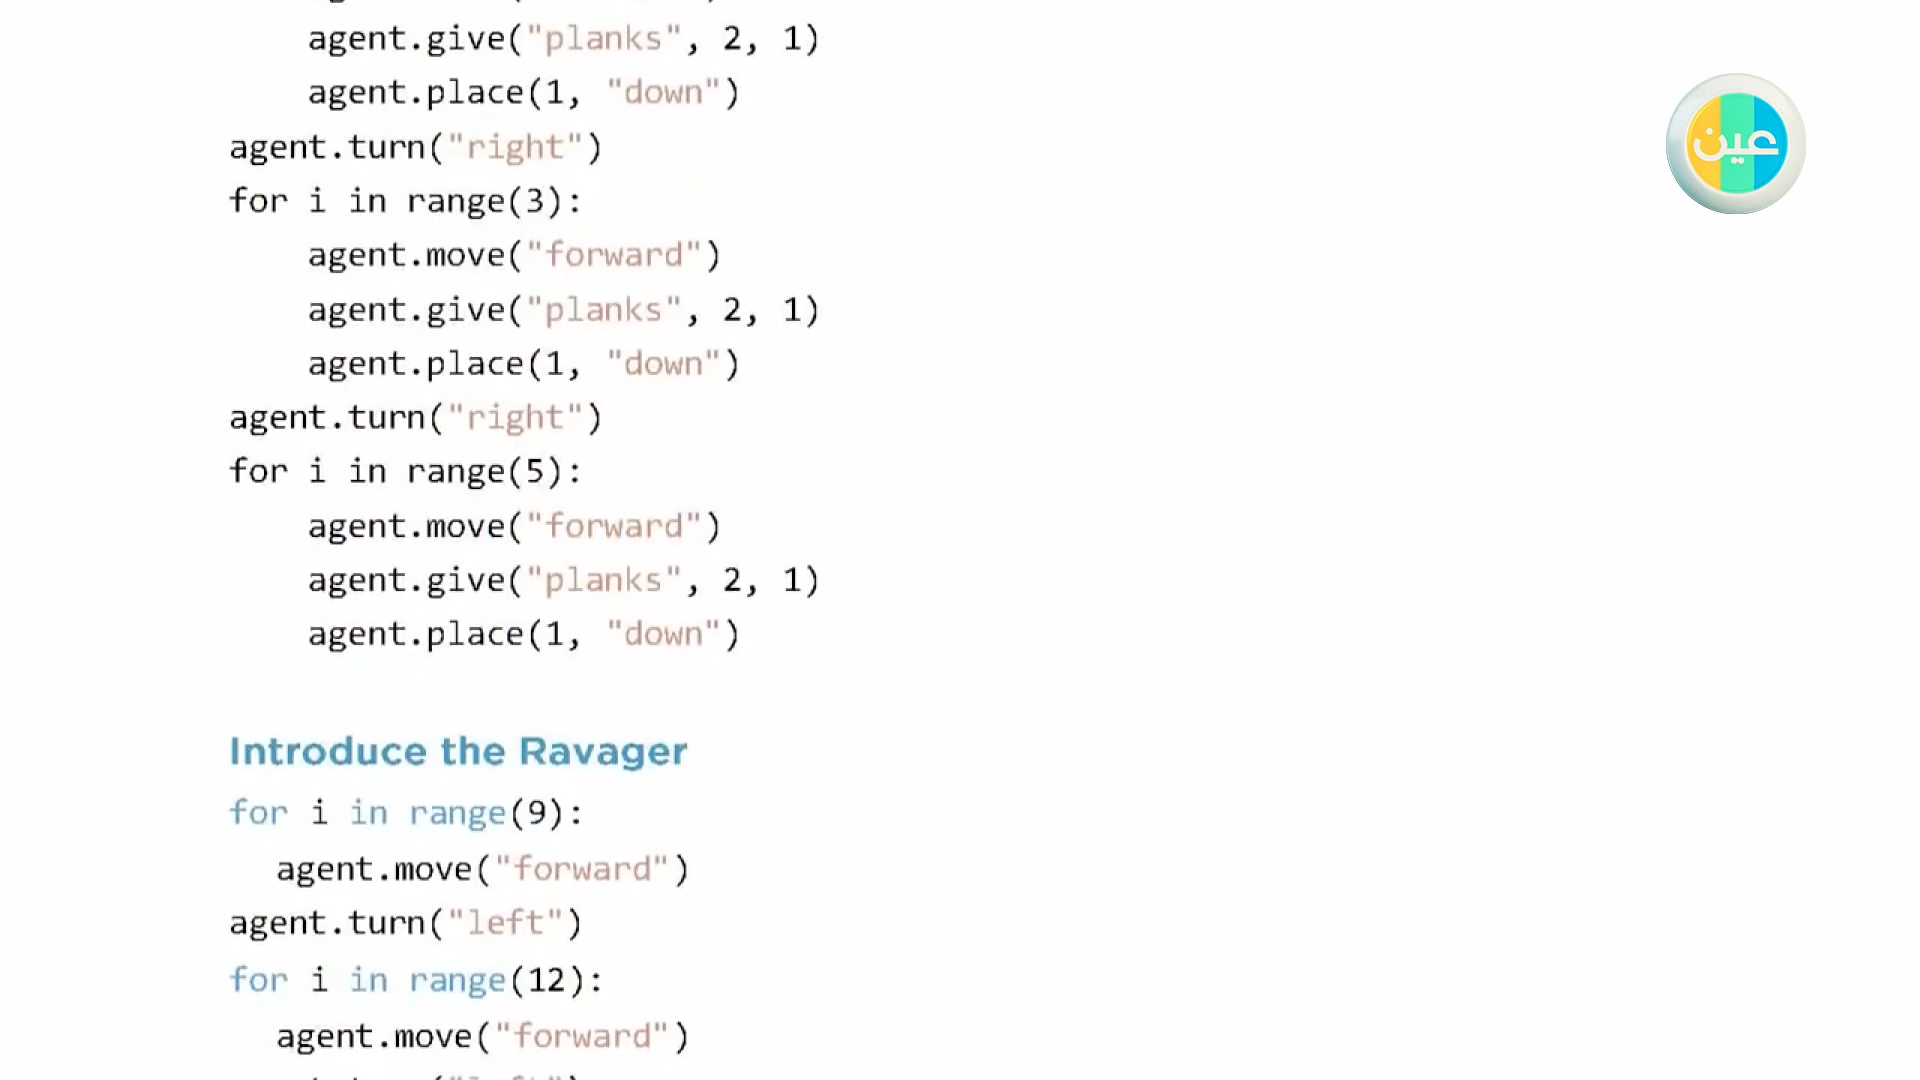 agent.give("planks", 2, 1)
agent.place(1, "down")
agent.turn("right")
for i in range(3):
agent.move("forward")
agent.give("planks", 2, 1)
agent.place(1, "down")
agent.turn("right")
for i in range(5):
agent.move("forward")
agent.give("planks", 2, 1)
agent.place(1, "down")
Introduce the Ravager
for i in range(9):
agent.move("forward")
agent.turn("left")
for i in range(12):
agent.move("forward")
عين